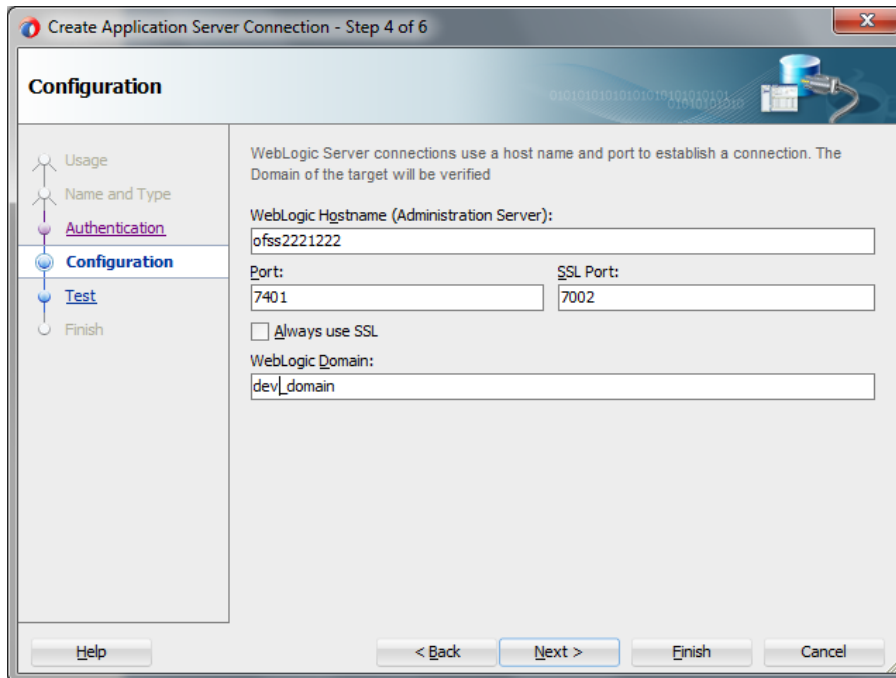 Create Application Server Connection - Step 4 of 6
Configuration
Usage
Name and Type
Authentication
Configuration
Test
Finish
WebLogic Server connections use a host name and port to establish a connection. The
Domain of the target will be verified
WebLogic Hostname (Administration Server):
ofss2221222
Port:
SSL Port:
7401
7002
Always use SSL
WebLogic Domain:
dev_domain
Help
< Back
Next >
Finish
Cancel